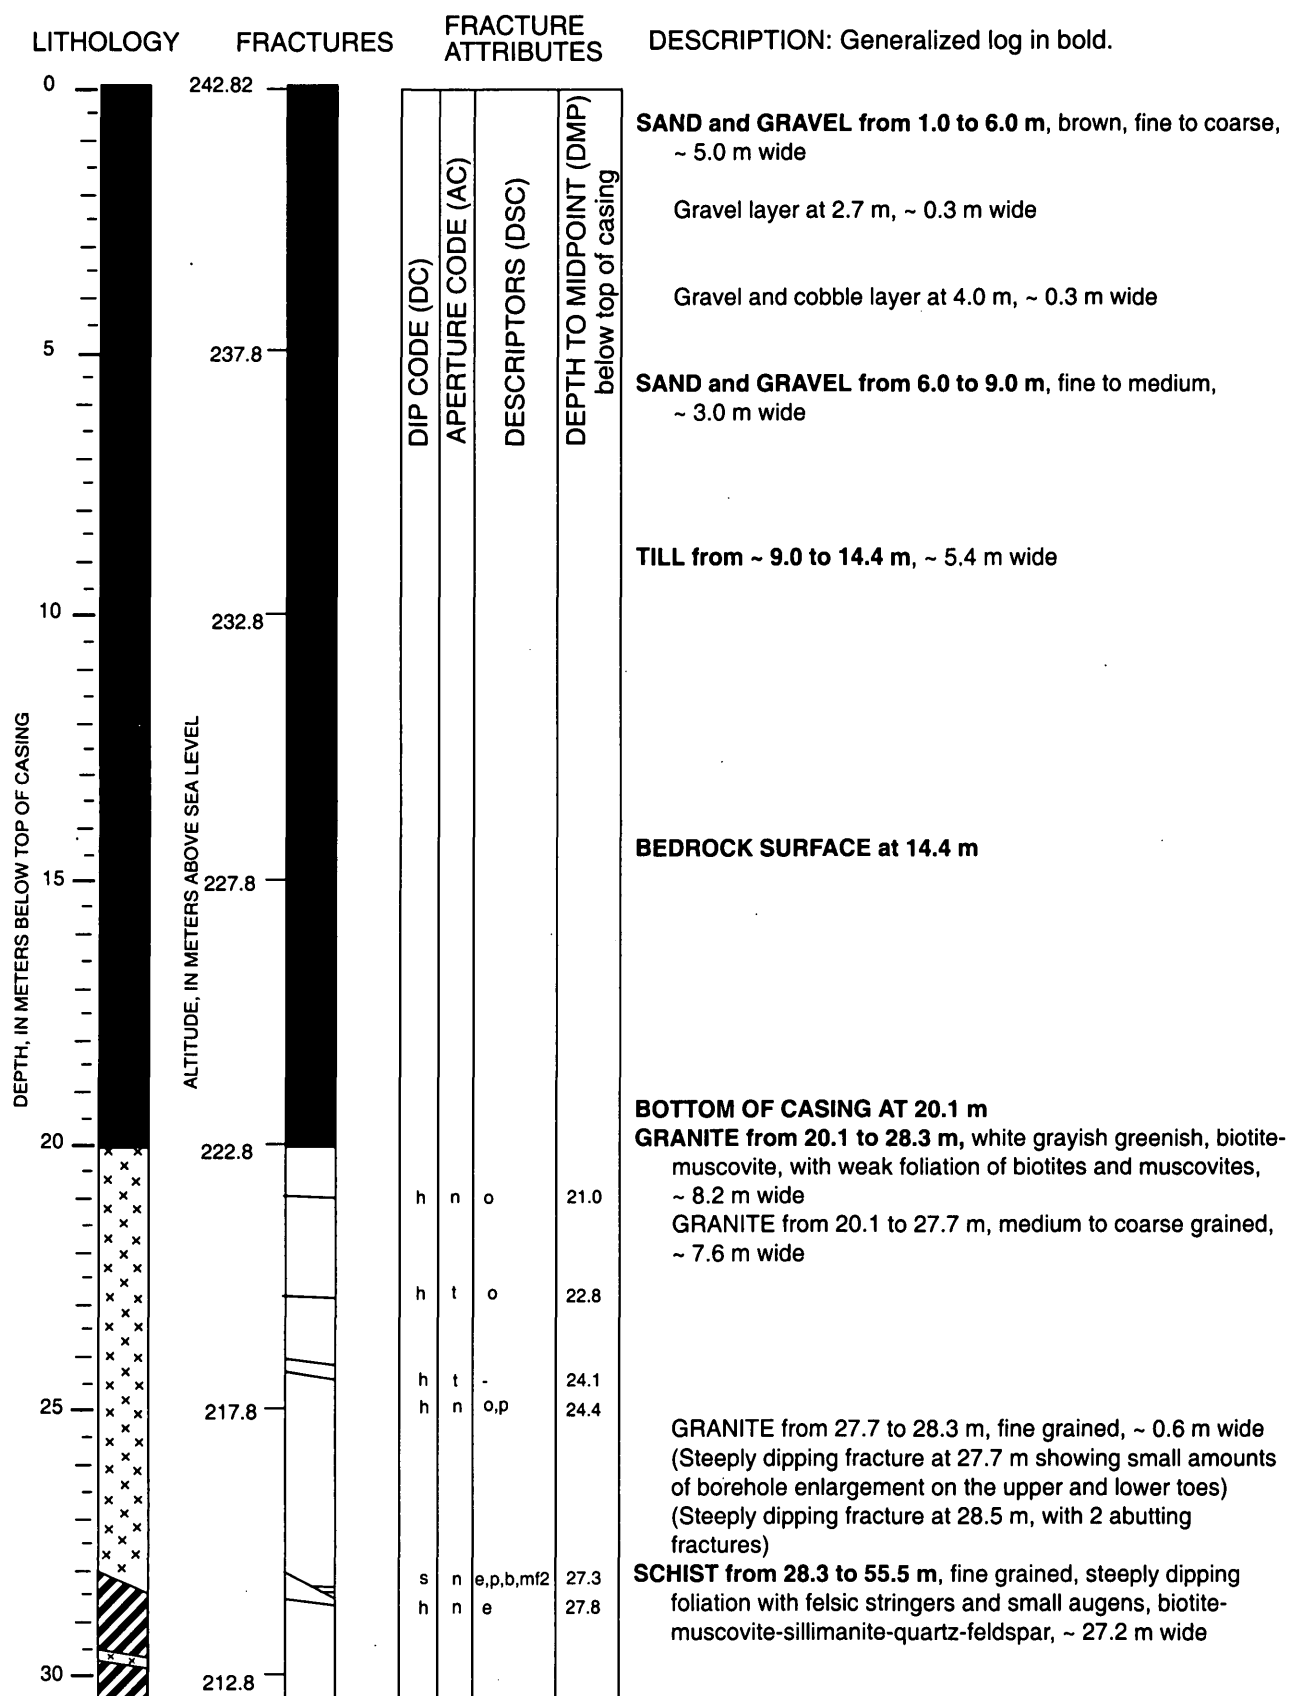 LITHOLOGY
FRACTURES
FRACTURE
ATTRIBUTES
DESCRIPTION: Generalized log in bold.
DEPTH, IN METERS BELOW TOP OF CASING
0
5
10
15
20
25
30
ALTITUDE, IN METERS ABOVE SEA LEVEL
242.82
237.8
232.8
227.8
222.8
217.8
212.8
DIP CODE (DC)
APERTURE CODE (AC)
DESCRIPTORS (DSC)
DEPTH TO MIDPOINT (DMP)
below top of casing
h n o 21.0
h t o 22.8
h t - 24.1
h n o,p 24.4
s n e,p,b,mf2 27.3
h n e 27.8
SAND and GRAVEL from 1.0 to 6.0 m, brown, fine to coarse,
~ 5.0 m wide
Gravel layer at 2.7 m, ~ 0.3 m wide
Gravel and cobble layer at 4.0 m, ~ 0.3 m wide
SAND and GRAVEL from 6.0 to 9.0 m, fine to medium,
~ 3.0 m wide
TILL from ~ 9.0 to 14.4 m, ~ 5.4 m wide
BEDROCK SURFACE at 14.4 m
BOTTOM OF CASING AT 20.1 m
GRANITE from 20.1 to 28.3 m, white grayish greenish, biotite-
muscovite, with weak foliation of biotites and muscovites,
~ 8.2 m wide
GRANITE from 20.1 to 27.7 m, medium to coarse grained,
~ 7.6 m wide
GRANITE from 27.7 to 28.3 m, fine grained, ~ 0.6 m wide
(Steeply dipping fracture at 27.7 m showing small amounts
of borehole enlargement on the upper and lower toes)
(Steeply dipping fracture at 28.5 m, with 2 abutting
fractures)
SCHIST from 28.3 to 55.5 m, fine grained, steeply dipping
foliation with felsic stringers and small augens, biotite-
muscovite-sillimanite-quartz-feldspar, ~ 27.2 m wide